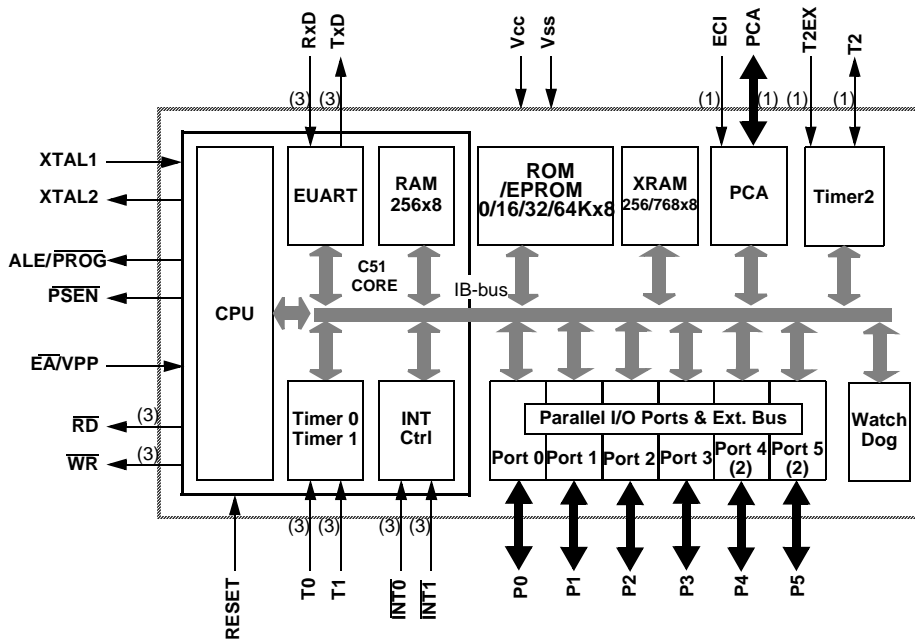 RxD
TxD
Vcc
Vss
ECI
PCA
T2EX
T2
(3) (3)
(1) (1) (1) (1)
XTAL1
XTAL2
ALE/PROG
PSEN
EA/VPP
RD
(3)
WR
(3)
CPU
EUART
RAM
256x8
ROM
/EPROM
0/16/32/64Kx8
XRAM
256/768x8
PCA
Timer2
C51
CORE
IB-bus
Timer 0
Timer 1
INT
Ctrl
Parallel I/O Ports & Ext. Bus
Port 0
Port 1
Port 2
Port 3
Port 4
(2)
Port 5
(2)
Watch
Dog
(3) (3) (3) (3)
RESET
T0
T1
INT0
INT1
P0
P1
P2
P3
P4
P5